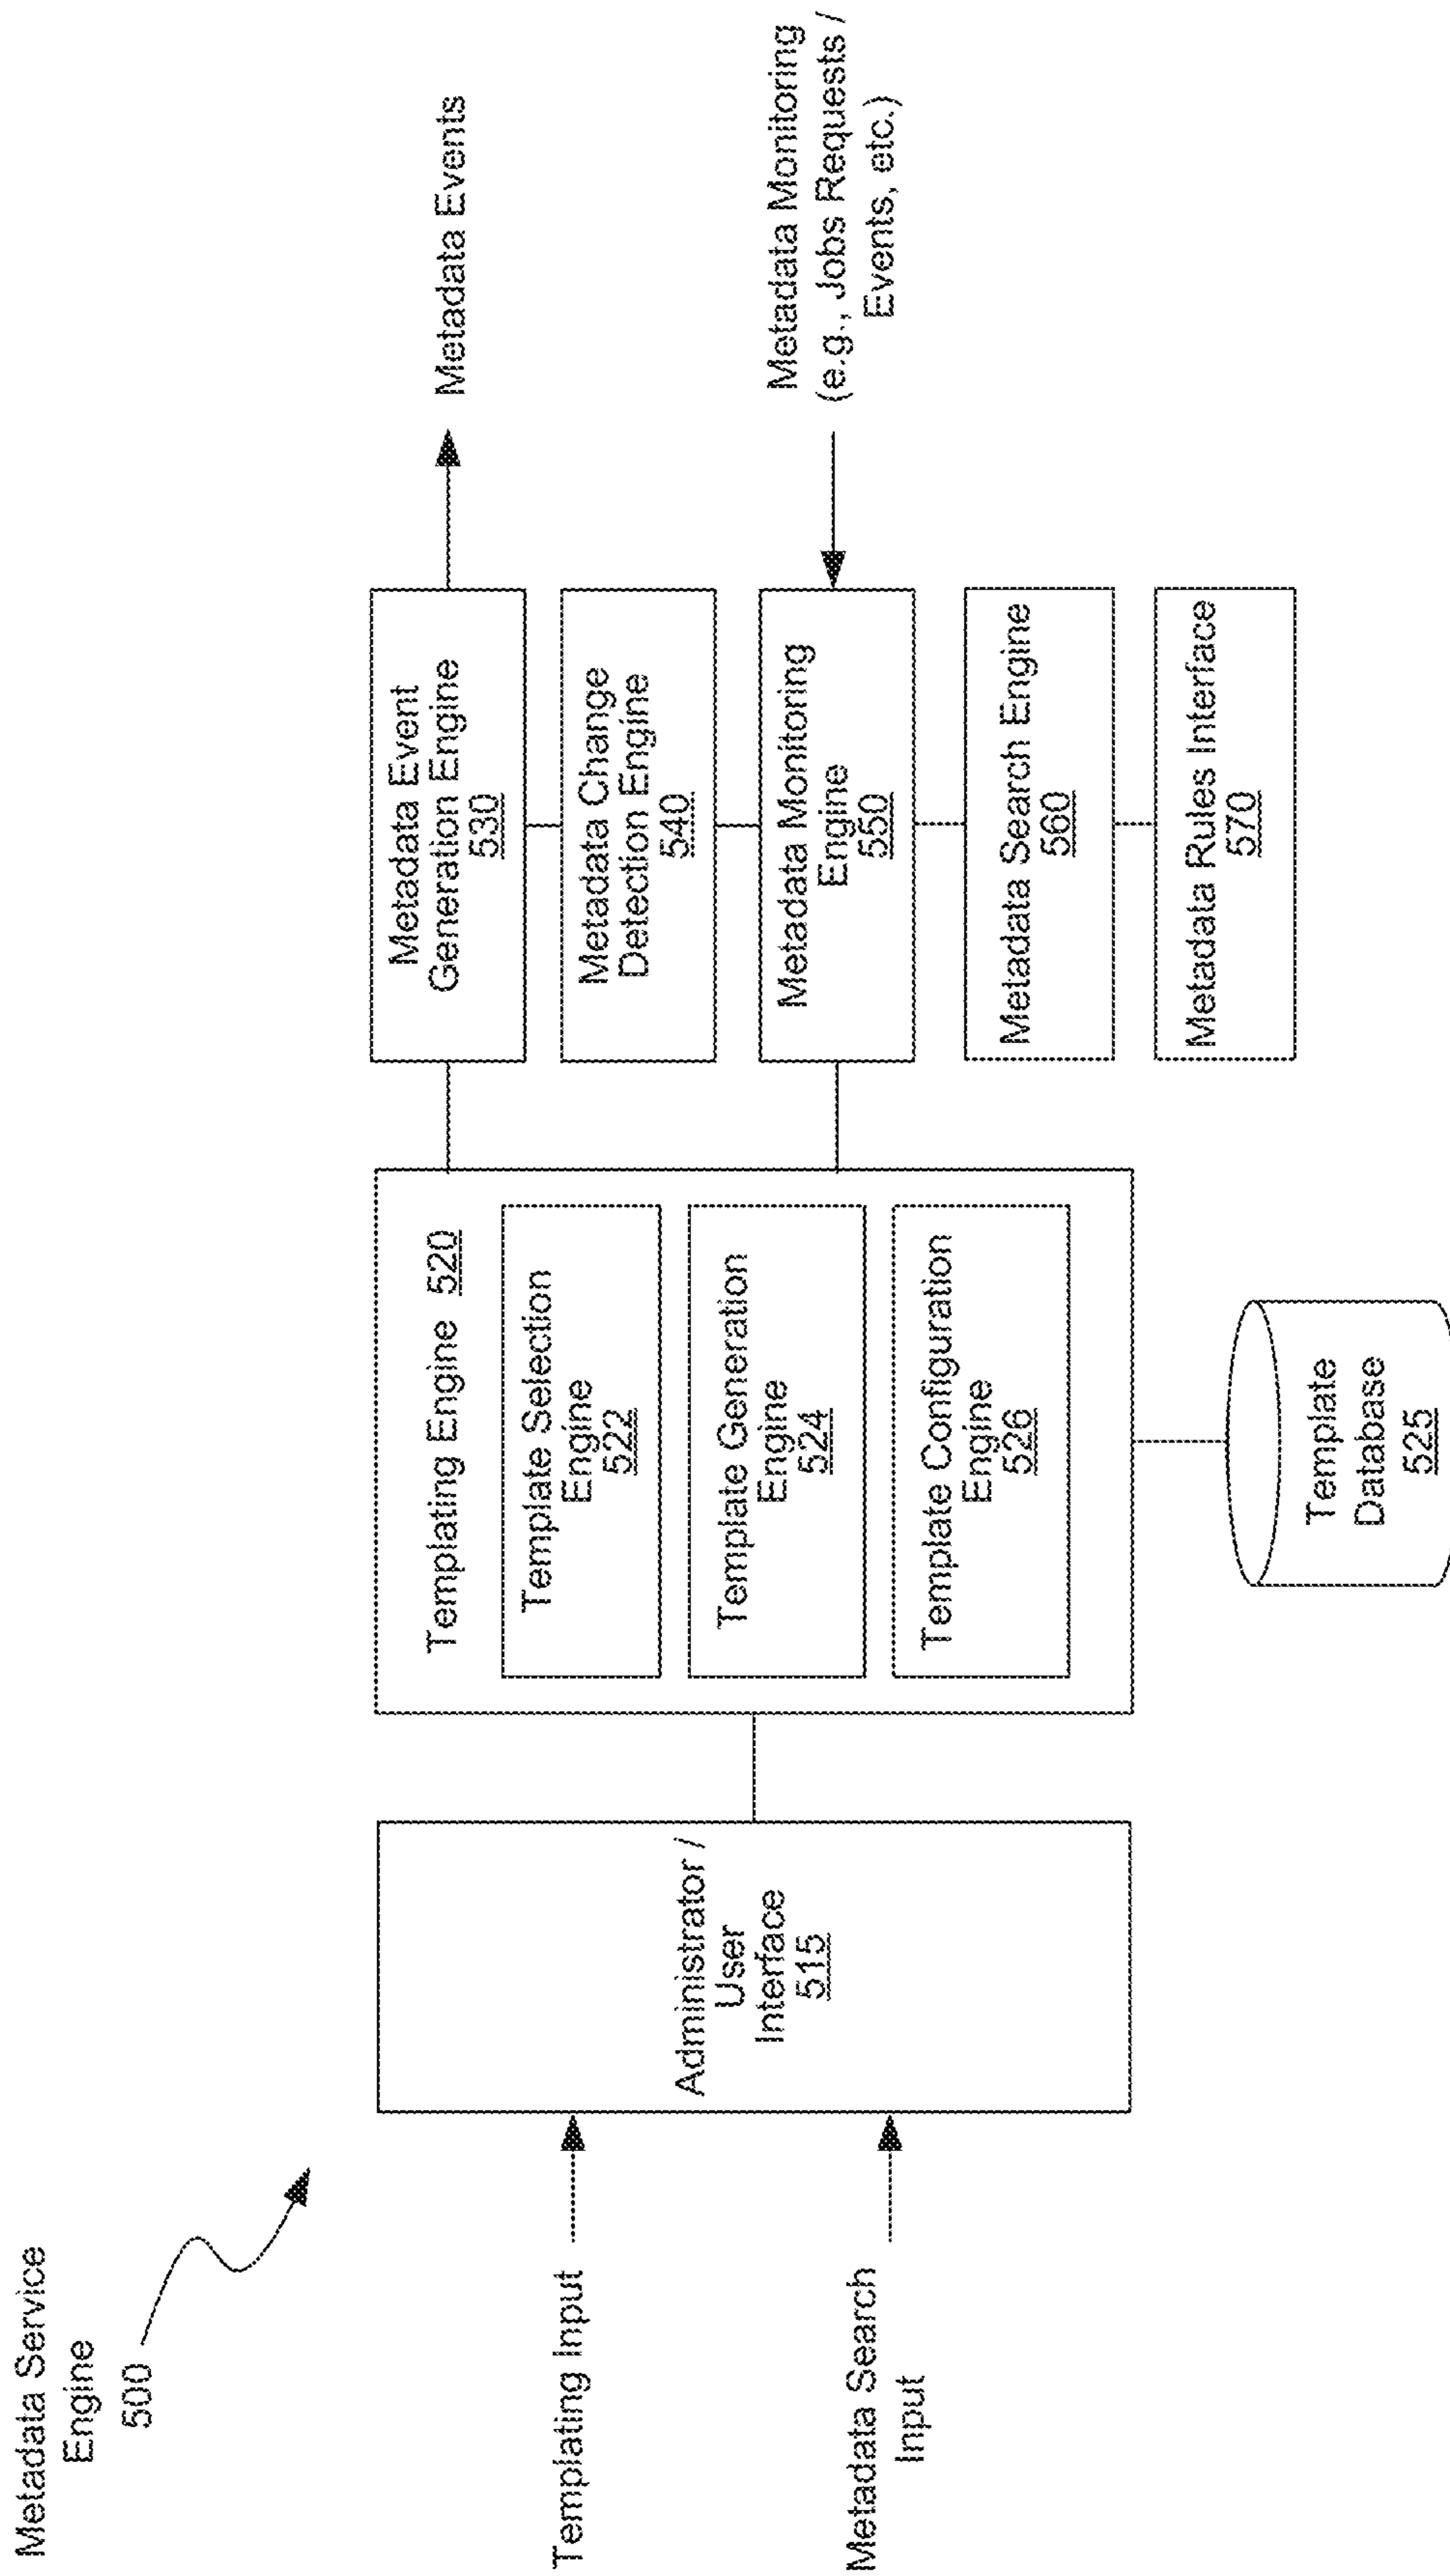 Metadata Service
Engine
500
Templating Input
Metadata Search
Input
Administrator /
User
Interface
515
Templating Engine 520
Template Selection
Engine
522
Template Generation
Engine
524
Template Configuration
Engine
526
Template
Database
525
Metadata Event
Generation Engine
530
Metadata Change
Detection Engine
540
Metadata Monitoring
Engine
550
Metadata Search Engine
560
Metadata Rules Interface
570
Metadata Events
Metadata Monitoring
(e.g., Jobs Requests /
Events, etc.)